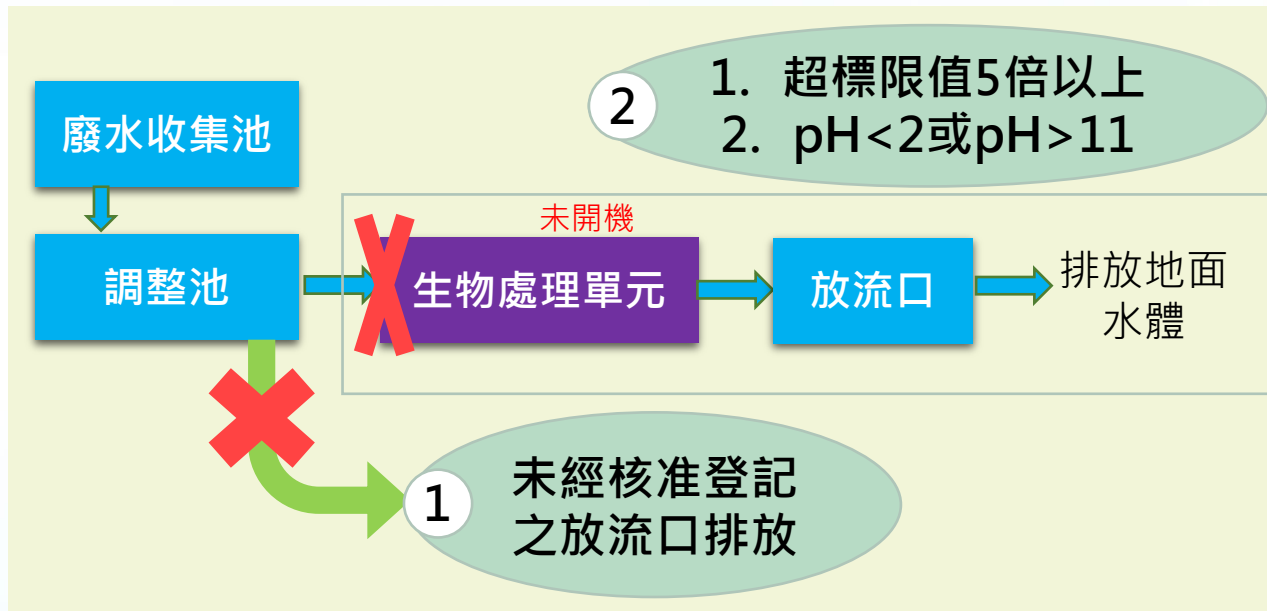 廢水收集池
2
1. 超標限值5倍以上
2. pH<2或pH>11
未開機
調整池
生物處理單元
放流口
排放地面
水體
1
未經核准登記
之放流口排放